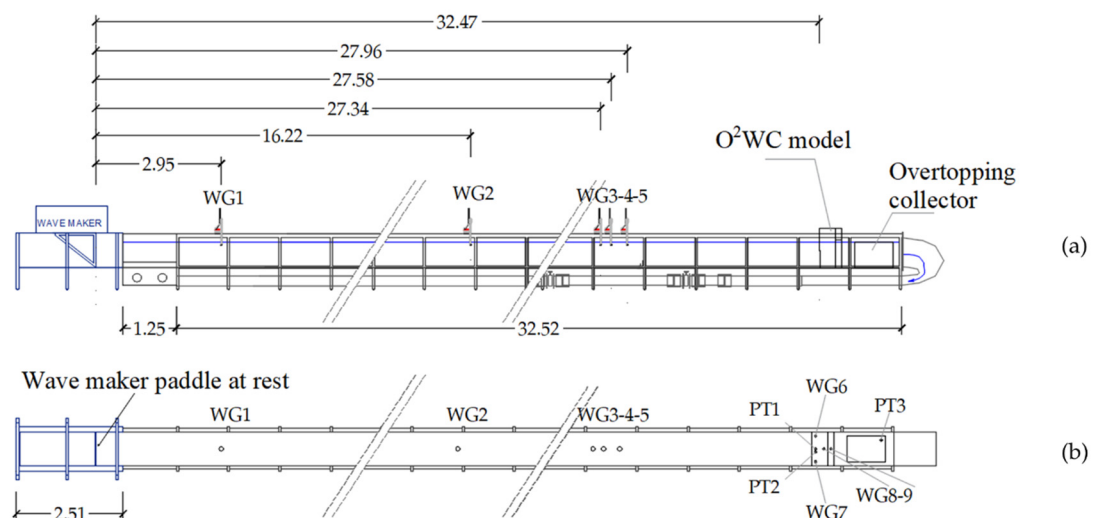 32.47
27.96
27.58
27.34
16.22
2.95
O²WC model
Overtopping
collector
WG1
WG2
WG3-4-5
WAVE MAKER
(a)
1.25
32.52
Wave maker paddle at rest
WG1
WG2
WG3-4-5
WG6
PT1
PT3
(b)
PT2
WG8-9
WG7
2.51